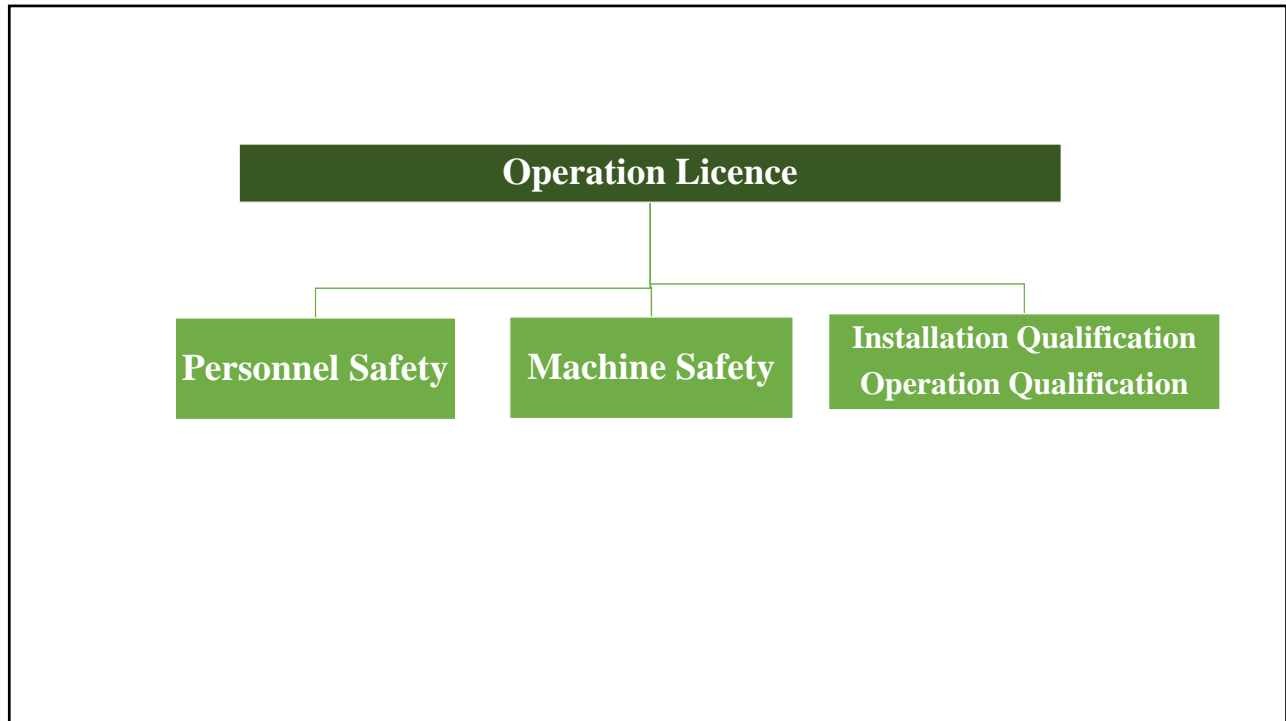 Operation Licence
Personnel Safety
Machine Safety
Installation Qualification
Operation Qualification